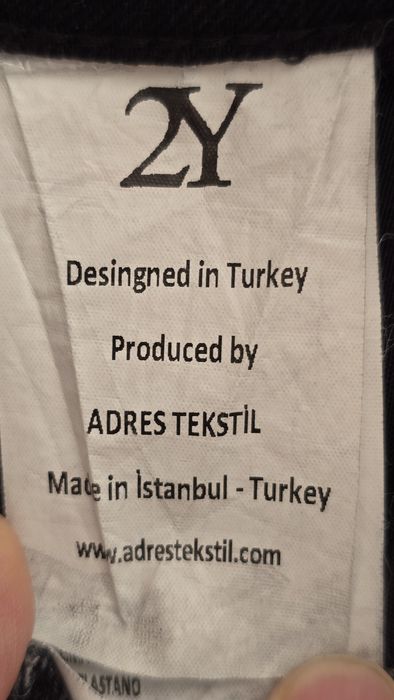 2Y
Desingned in Turkey
Produced by
ADRES TEKSTİL
Made in İstanbul - Turkey
www.adrestekstil.com